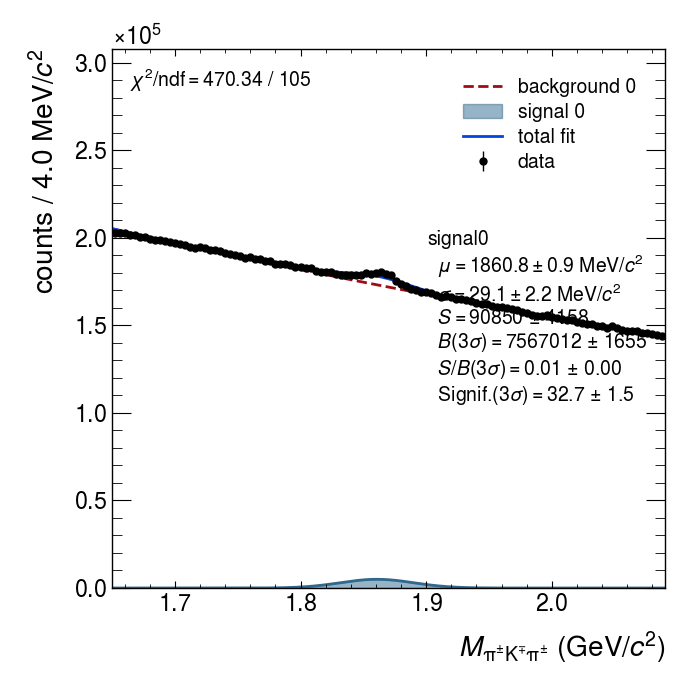 ×10⁵
counts / 4.0 MeV/c²
3.0
2.5
2.0
1.5
1.0
0.5
0.0
χ²/ndf = 470.34 / 105
background 0
signal 0
total fit
data
signal0
μ = 1860.8 ± 0.9 MeV/c²
σ = 29.1 ± 2.2 MeV/c²
S = 90850 ± 4158
B(3σ) = 7567012 ± 1655
S/B(3σ) = 0.01 ± 0.00
Signif.(3σ) = 32.7 ± 1.5
1.7 1.8 1.9 2.0
M_π±K∓π± (GeV/c²)